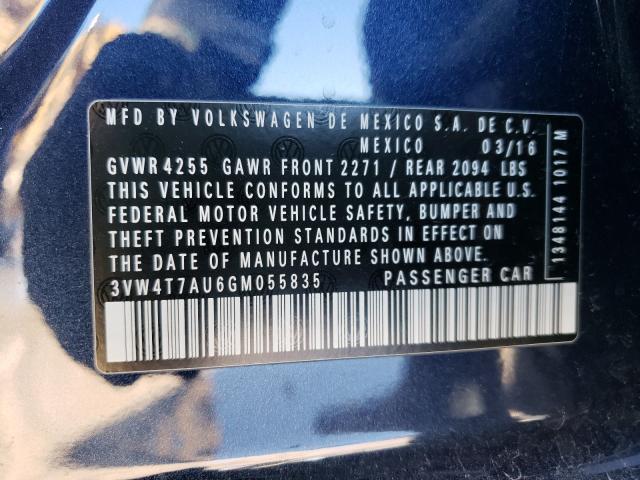 MFD BY VOLKSWAGEN DE MEXICO S.A. DE C.V.
MEXICO 03/16
GVWR 4255 GAWR FRONT 2271 / REAR 2094 LBS
THIS VEHICLE CONFORMS TO ALL APPLICABLE U.S.
FEDERAL MOTOR VEHICLE SAFETY, BUMPER AND
THEFT PREVENTION STANDARDS IN EFFECT ON
THE DATE OF MANUFACTURE SHOWN ABOVE.
3VW4T7AU6GM055835 PASSENGER CAR
1348144 1017 M